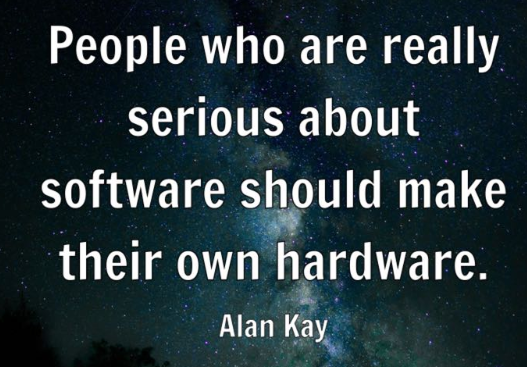 People who are really
serious about
software should make
their own hardware.
Alan Kay